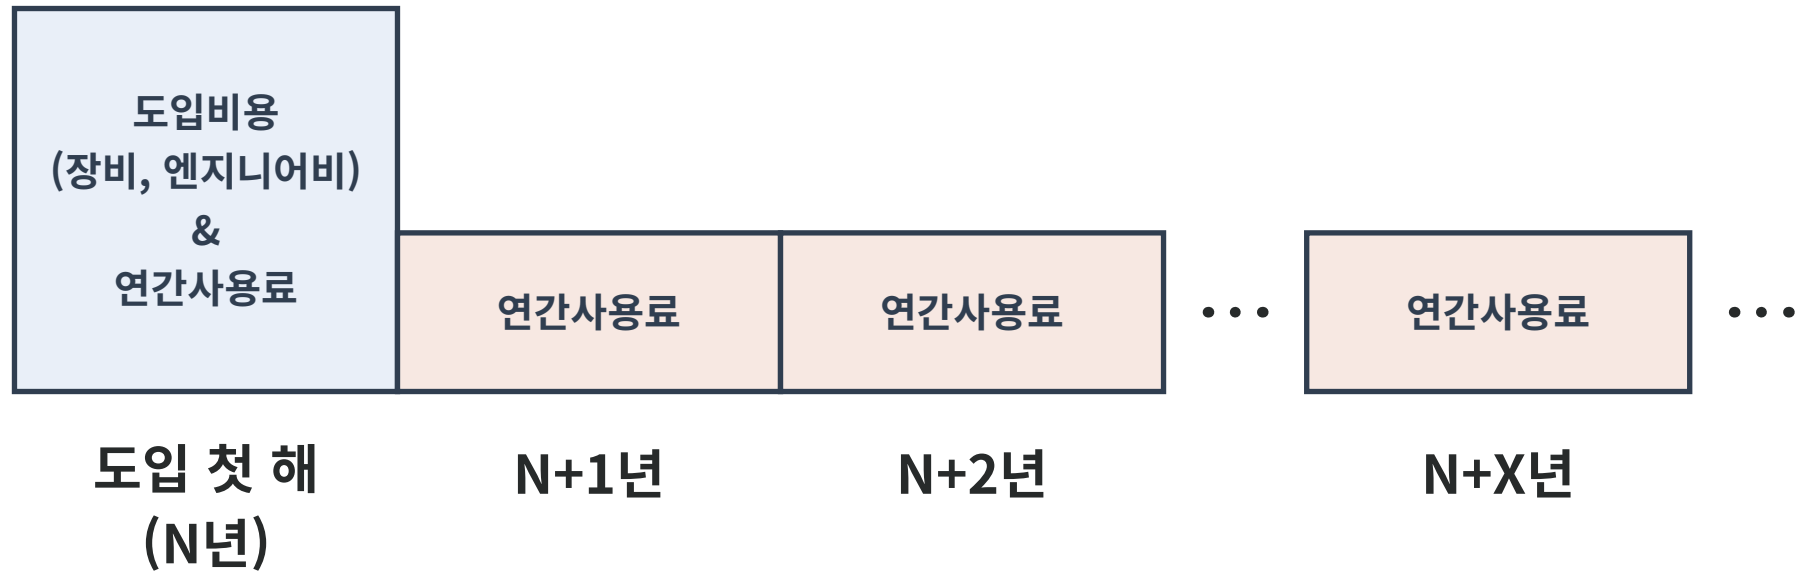 도입비용
(장비, 엔지니어비)
&
연간사용료
연간사용료
연간사용료
...
연간사용료
...
도입 첫 해
(N년)
N+1년
N+2년
N+X년